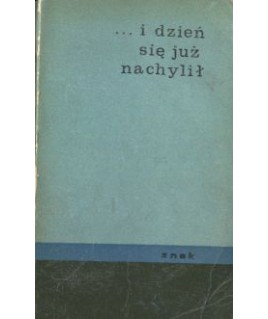 ... i dzień
się już
nachylił
znak